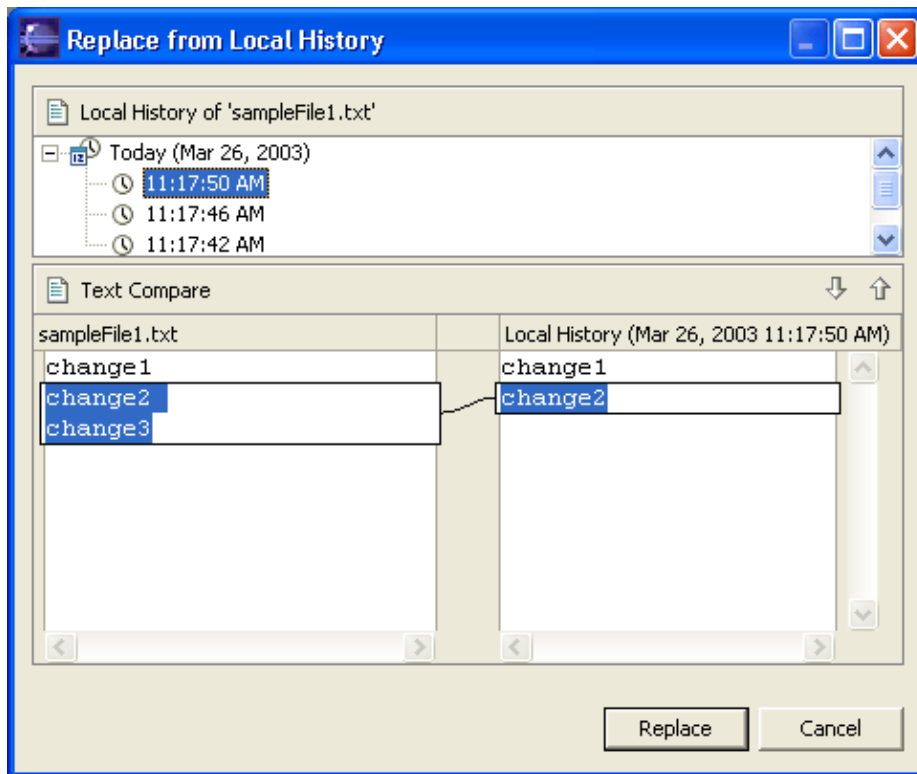 Replace from Local History
Local History of 'sampleFile1.txt'
12
Today (Mar 26, 2003)
11:17:50 AM
11:17:46 AM
11:17:42 AM
Text Compare
sampleFile1.txt
Local History (Mar 26, 2003 11:17:50 AM)
change1
change2
change3
change1
change2
Replace
Cancel